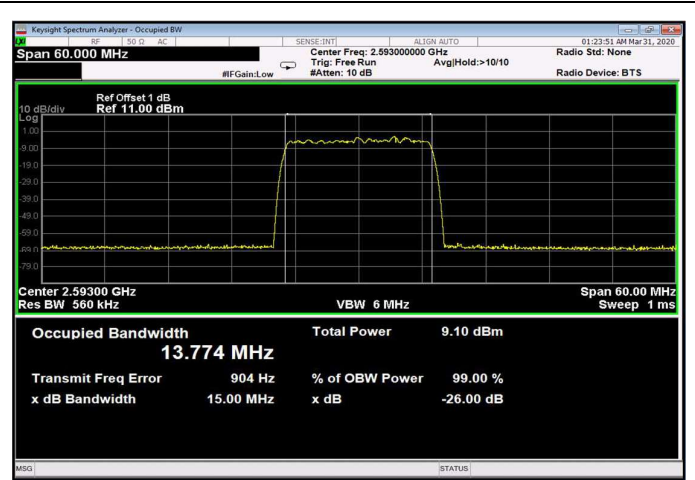 Keysight Spectrum Analyzer - Occupied BW
LXI RF 50 Ω AC SENSE:INT ALIGN AUTO 01:23:51 AM Mar 31, 2020
Span 60.000 MHz Center Freq: 2.593000000 GHz Radio Std: None
Trig: Free Run Avg|Hold:>10/10
#IFGain:Low #Atten: 10 dB Radio Device: BTS
Ref Offset 1 dB
10 dB/div Ref 11.00 dBm
Log
1.00
-9.00
-19.0
-29.0
-39.0
-49.0
-59.0
-69.0
-79.0
Center 2.59300 GHz Span 60.00 MHz
Res BW 560 kHz VBW 6 MHz Sweep 1 ms
Occupied Bandwidth Total Power 9.10 dBm
13.774 MHz
Transmit Freq Error 904 Hz % of OBW Power 99.00 %
x dB Bandwidth 15.00 MHz x dB -26.00 dB
MSG STATUS